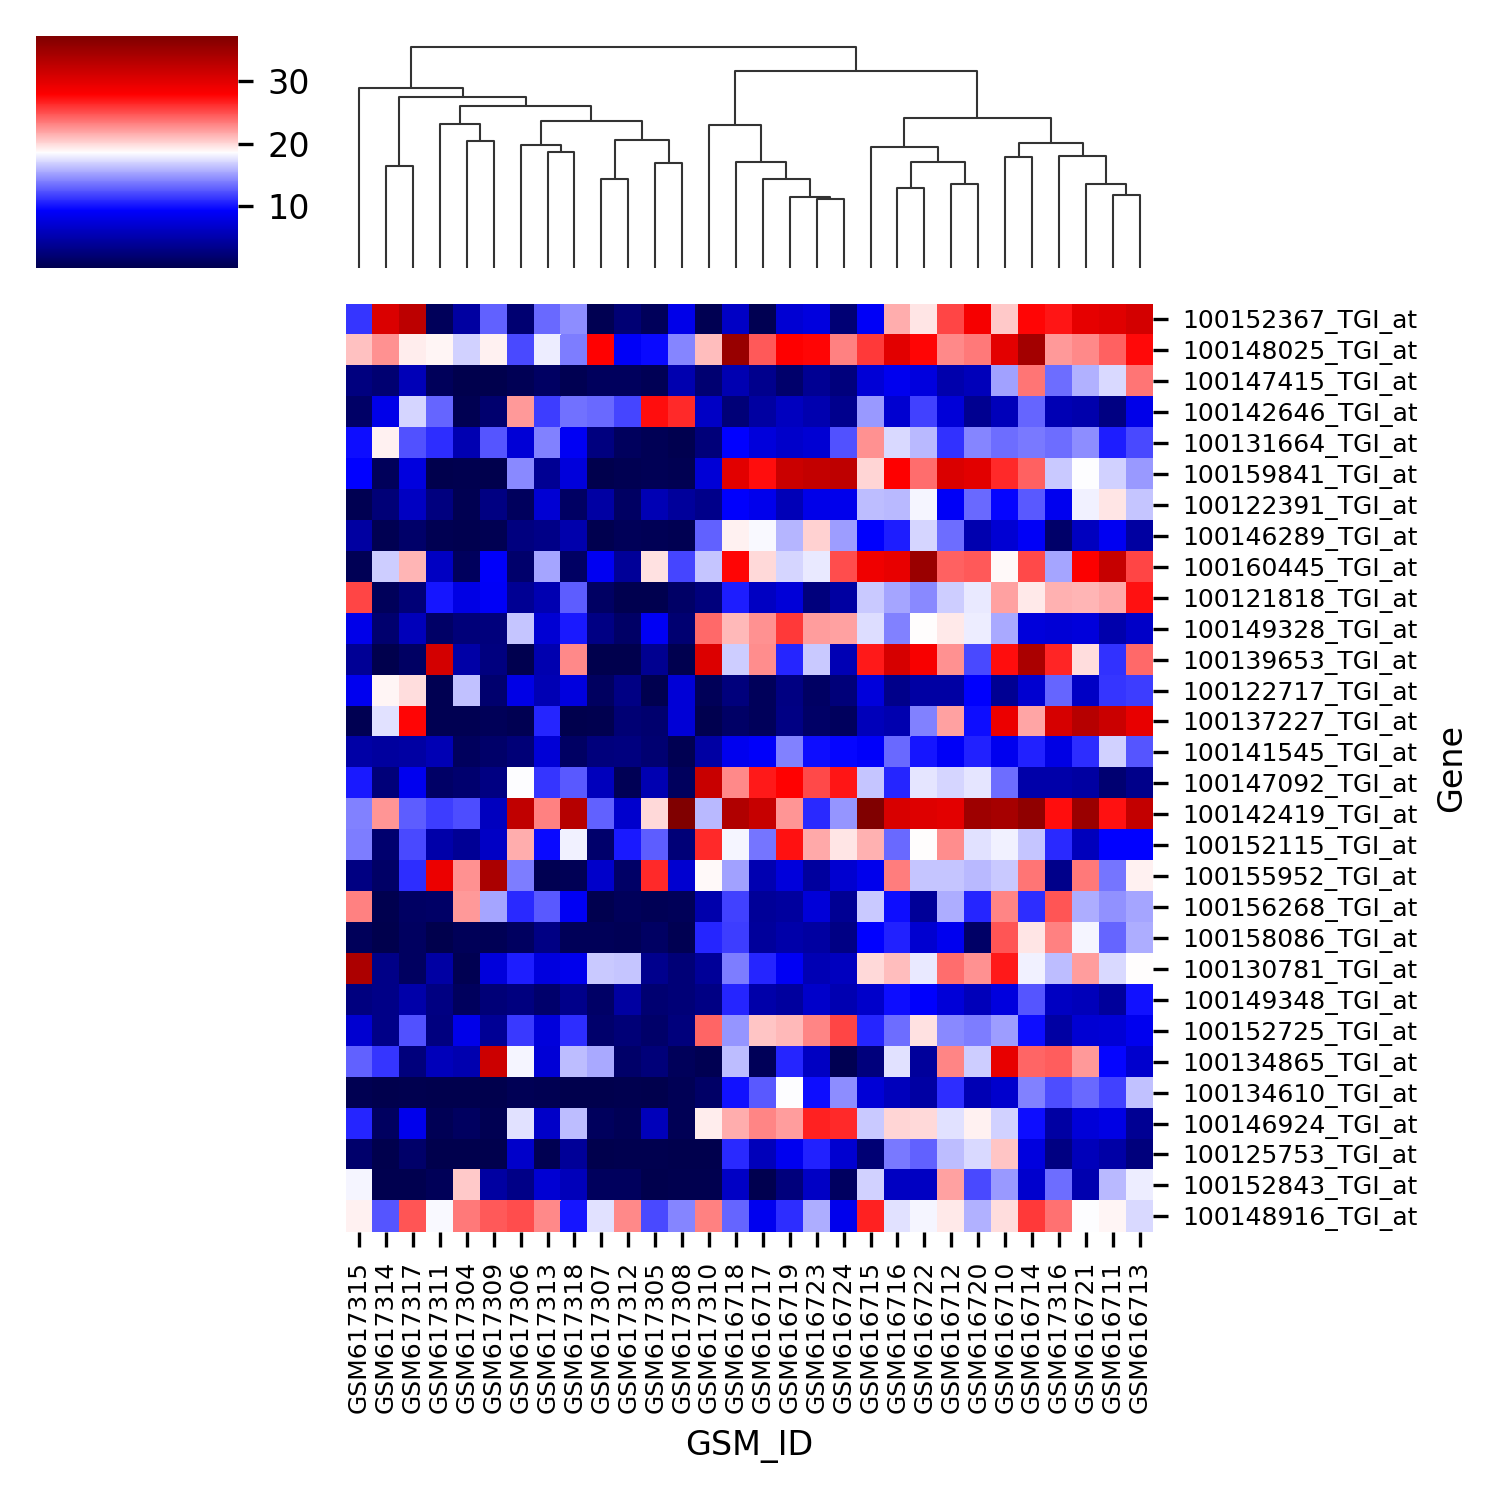 30
20
10
100152367_TGI_at
100148025_TGI_at
100147415_TGI_at
100142646_TGI_at
100131664_TGI_at
100159841_TGI_at
100122391_TGI_at
100146289_TGI_at
100160445_TGI_at
100121818_TGI_at
100149328_TGI_at
100139653_TGI_at
100122717_TGI_at
100137227_TGI_at
100141545_TGI_at
100147092_TGI_at
100142419_TGI_at
100152115_TGI_at
100155952_TGI_at
100156268_TGI_at
100158086_TGI_at
100130781_TGI_at
100149348_TGI_at
100152725_TGI_at
100134865_TGI_at
100134610_TGI_at
100146924_TGI_at
100125753_TGI_at
100152843_TGI_at
100148916_TGI_at
Gene
GSM617315
GSM617314
GSM617317
GSM617311
GSM617304
GSM617309
GSM617306
GSM617313
GSM617318
GSM617307
GSM617312
GSM617305
GSM617308
GSM617310
GSM616718
GSM616717
GSM616719
GSM616723
GSM616724
GSM616715
GSM616716
GSM616722
GSM616712
GSM616720
GSM616710
GSM616714
GSM617316
GSM616721
GSM616711
GSM616713
GSM_ID